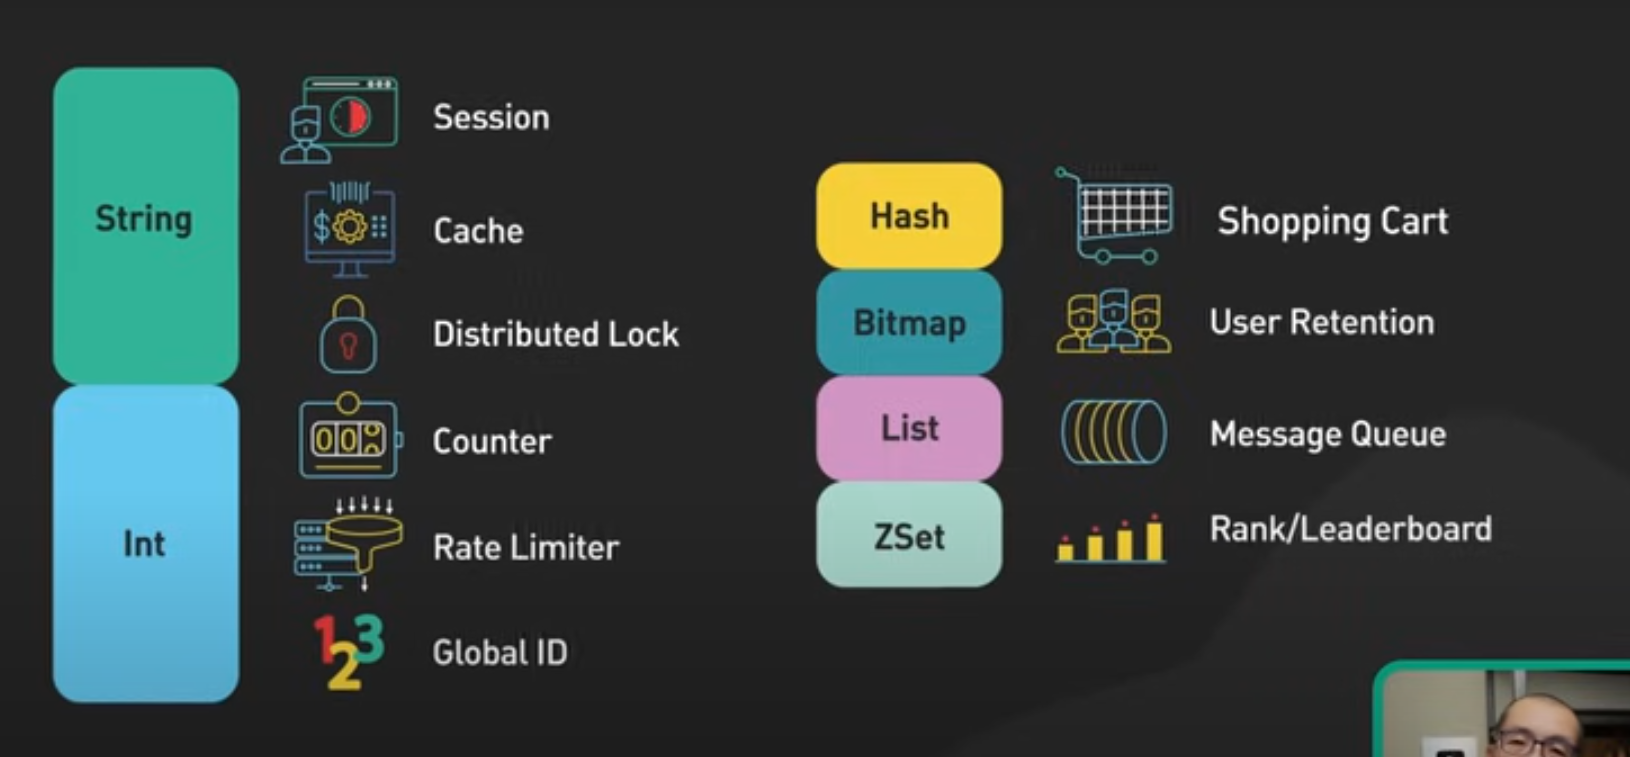 String
Session
Cache
Distributed Lock
Int
Counter
Rate Limiter
123
Global ID
Hash
Shopping Cart
Bitmap
User Retention
List
Message Queue
ZSet
Rank/Leaderboard